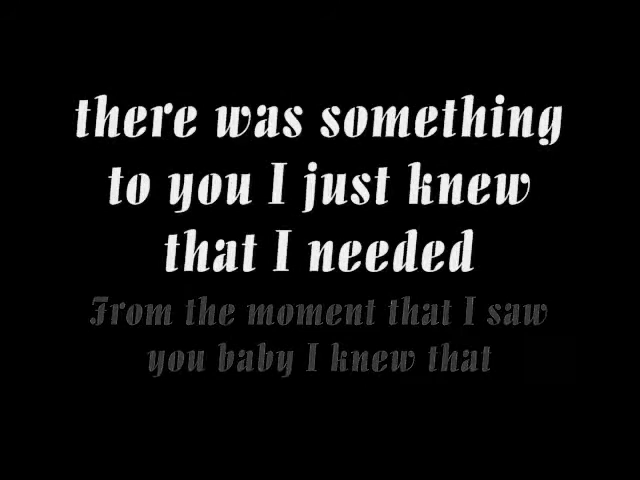 there was something
to you I just knew
that I needed
From the moment that I saw
you baby I knew that